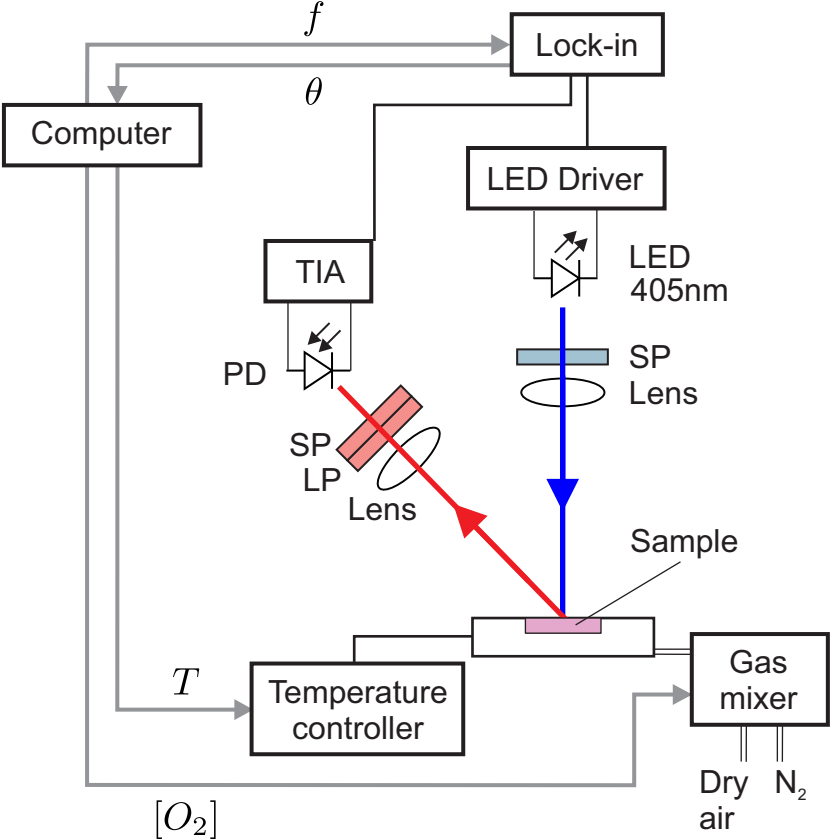 f
Lock-in
θ
Computer
LED Driver
TIA
LED
405nm
PD
SP
Lens
SP
LP
Lens
Sample
Gas
mixer
T
Temperature
controller
Dry
air
N₂
[O₂]